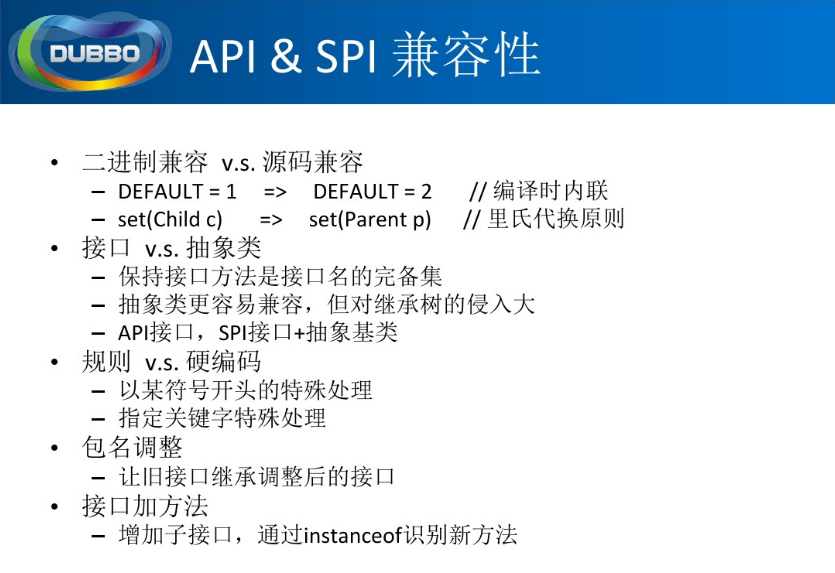 DUBBO
API & SPI 兼容性
• 二进制兼容 v.s. 源码兼容
– DEFAULT = 1 => DEFAULT = 2 // 编译时内联
– set(Child c) => set(Parent p) // 里氏代换原则
• 接口 v.s. 抽象类
– 保持接口方法是接口名的完备集
– 抽象类更容易兼容，但对继承树的侵入大
– API接口，SPI接口+抽象基类
• 规则 v.s. 硬编码
– 以某符号开头的特殊处理
– 指定关键字特殊处理
• 包名调整
– 让旧接口继承调整后的接口
• 接口加方法
– 增加子接口，通过instanceof识别新方法